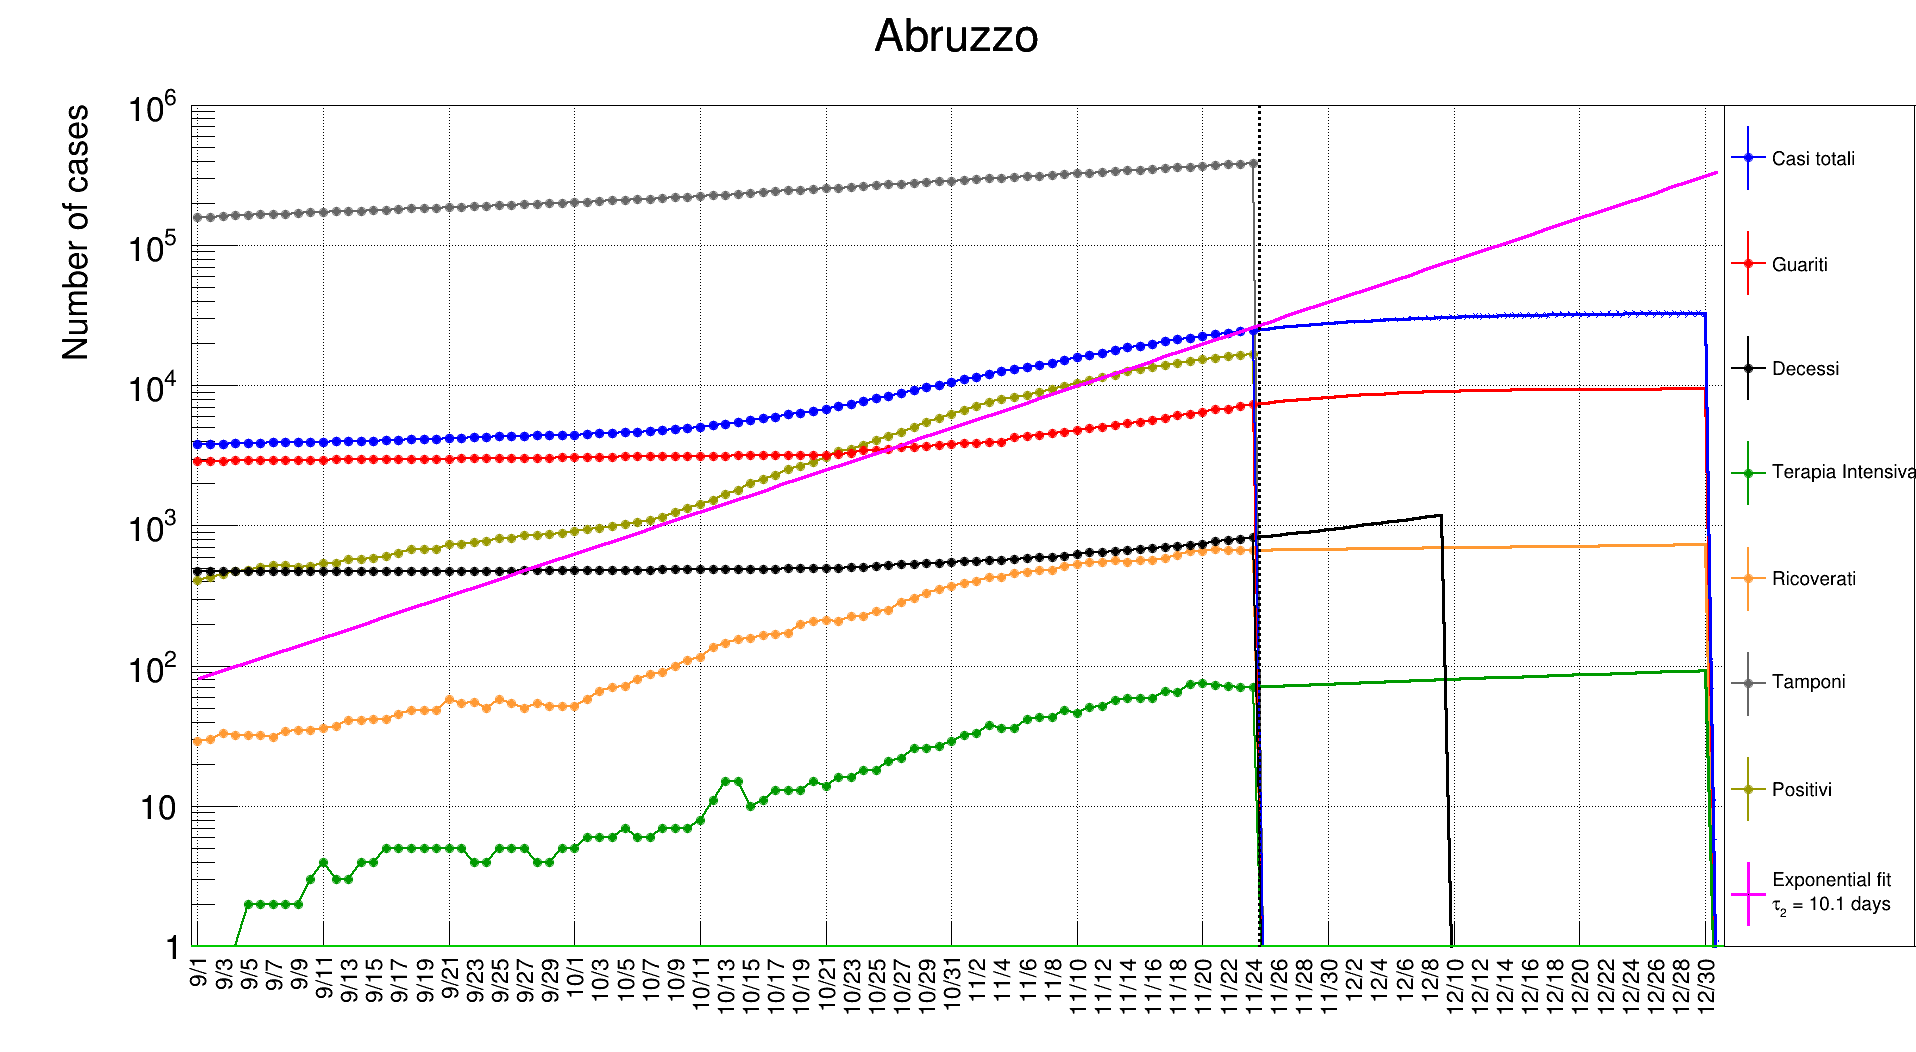 Abruzzo
Number of cases
10^6
10^5
10^4
10^3
10^2
10
1
9/1 9/3 9/5 9/7 9/9 9/11 9/13 9/15 9/17 9/19 9/21 9/23 9/25 9/27 9/29 10/1 10/3 10/5 10/7 10/9 10/11 10/13 10/15 10/17 10/19 10/21 10/23 10/25 10/27 10/29 10/31 11/2 11/4 11/6 11/8 11/10 11/12 11/14 11/16 11/18 11/20 11/22 11/24 11/26 11/28 11/30 12/2 12/4 12/6 12/8 12/10 12/12 12/14 12/16 12/18 12/20 12/22 12/24 12/26 12/28 12/30
Casi totali
Guariti
Decessi
Terapia Intensiva
Ricoverati
Tamponi
Positivi
Exponential fit
τ₂ = 10.1 days